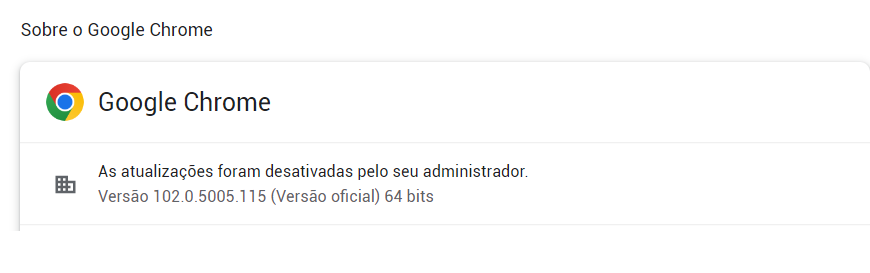 Sobre o Google Chrome
Google Chrome
As atualizações foram desativadas pelo seu administrador.
Versão 102.0.5005.115 (Versão oficial) 64 bits